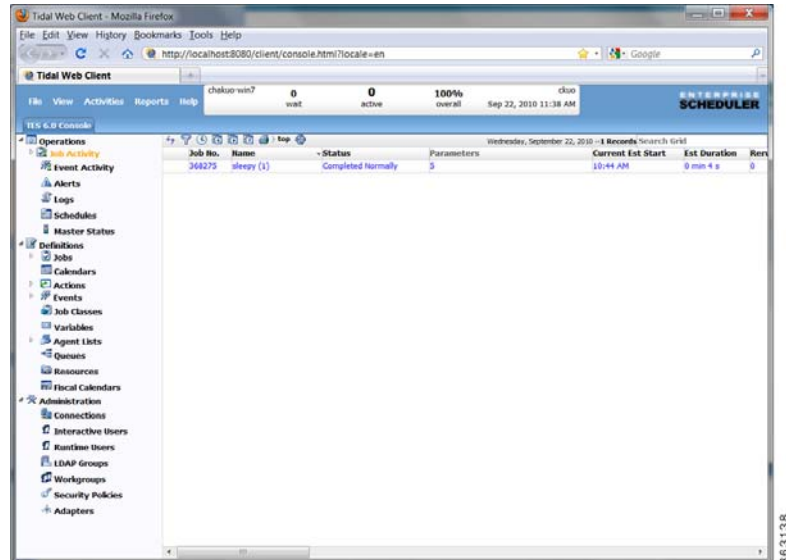 Tidal Web Client - Mozilla Firefox
File Edit View History Bookmarks Tools Help
http://localhost:8080/client/console.html?locale=en
Google
Tidal Web Client
File View Activities Reports Help
chekuo-win7
0
wait
0
active
100%
overall
ckuo
Sep 22, 2010 11:38 AM
ENTERPRISE
SCHEDULER
TES 6.0 Console
top
Wednesday, September 22, 2010 --1 Records Search Grid
Job No. Name Status Parameters Current Est Start Est Duration Reru
368275 sleepy (1) Completed Normally 5 10:44 AM 0 min 4 s 0
Operations
Job Activity
Event Activity
Alerts
Logs
Schedules
Master Status
Definitions
Jobs
Calendars
Actions
Events
Job Classes
Variables
Agent Lists
Queues
Resources
Fiscal Calendars
Administration
Connections
Interactive Users
Runtime Users
LDAP Groups
Workgroups
Security Policies
Adapters
363138